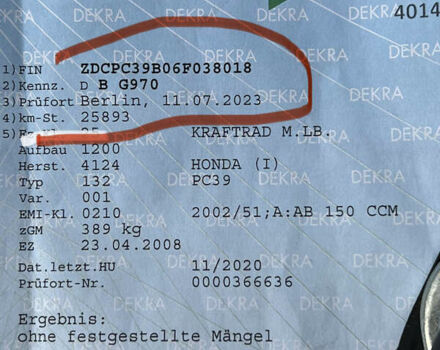 DEKRA DEKRA DEKRA
4014
1) FIN ZDCPC39B06F038018
2) Kennz. D B G970
3) Prüfort Berlin, 11.07.2023
4) km-St. 25893
5) KRAFTRAD M.LB.
Aufbau 1200
Herst. 4124 HONDA (I)
Typ 132 PC39
Var. 001
EMI-Kl. 0210 2002/51;A:AB 150 CCM
zGM 389 kg
EZ 23.04.2008
Dat.letzt.HU 11/2020
Prüfort-Nr. 0000366636
Ergebnis:
ohne festgestellte Mängel